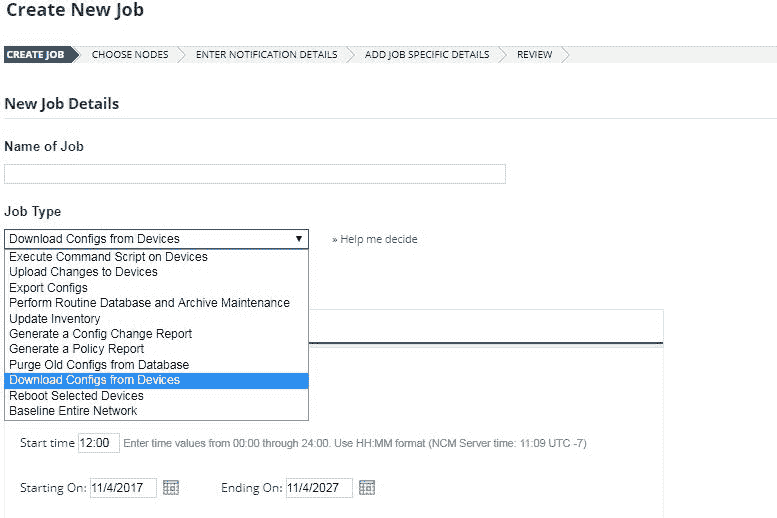 Create New Job
CREATE JOB CHOOSE NODES ENTER NOTIFICATION DETAILS ADD JOB SPECIFIC DETAILS REVIEW
New Job Details
Name of Job
Job Type
Download Configs from Devices ▼ » Help me decide
Execute Command Script on Devices
Upload Changes to Devices
Export Configs
Perform Routine Database and Archive Maintenance
Update Inventory
Generate a Config Change Report
Generate a Policy Report
Purge Old Configs from Database
Download Configs from Devices
Reboot Selected Devices
Baseline Entire Network
Start time 12:00 Enter time values from 00:00 through 24:00. Use HH:MM format (NCM Server time: 11:09 UTC -7)
Starting On: 11/4/2017 Ending On: 11/4/2027